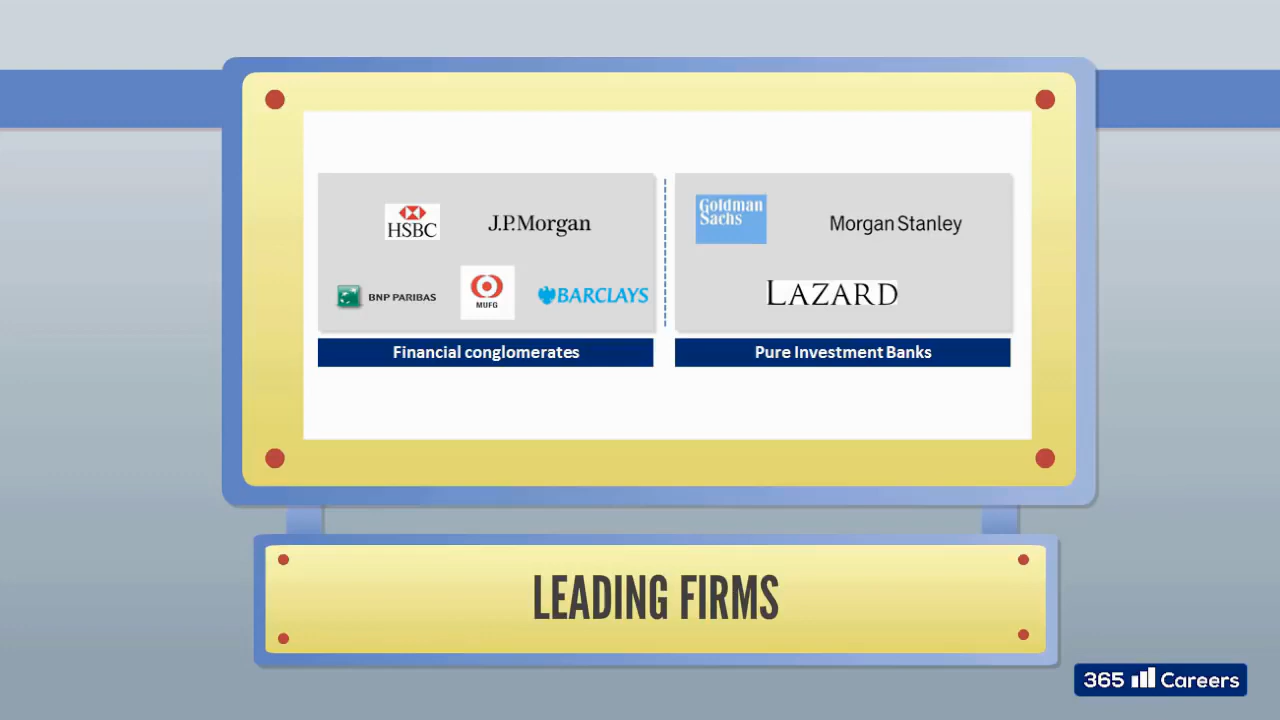 HSBC
J.P.Morgan
BNP PARIBAS
MUFG
BARCLAYS
Financial conglomerates
Goldman
Sachs
Morgan Stanley
LAZARD
Pure Investment Banks
LEADING FIRMS
365 Careers